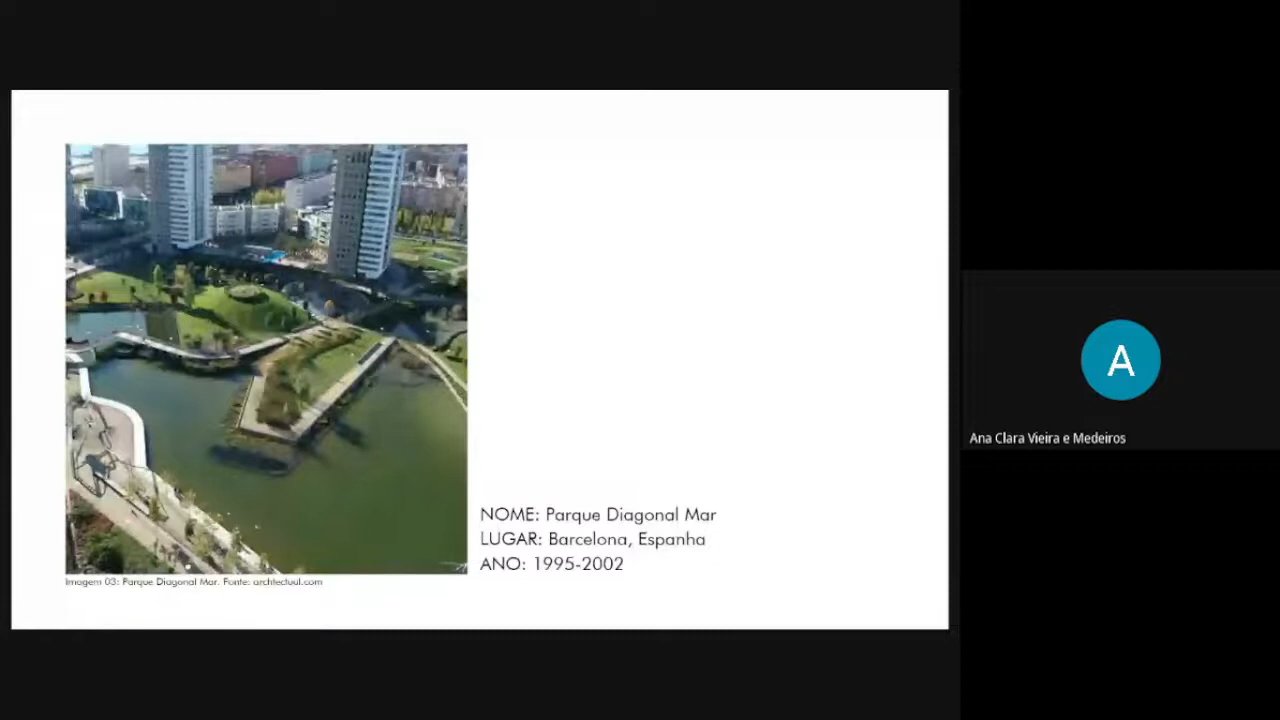 NOME: Parque Diagonal Mar
LUGAR: Barcelona, Espanha
ANO: 1995-2002
Imagem 03: Parque Diagonal Mar. Fonte: archtectuul.com
A
Ana Clara Vieira e Medeiros